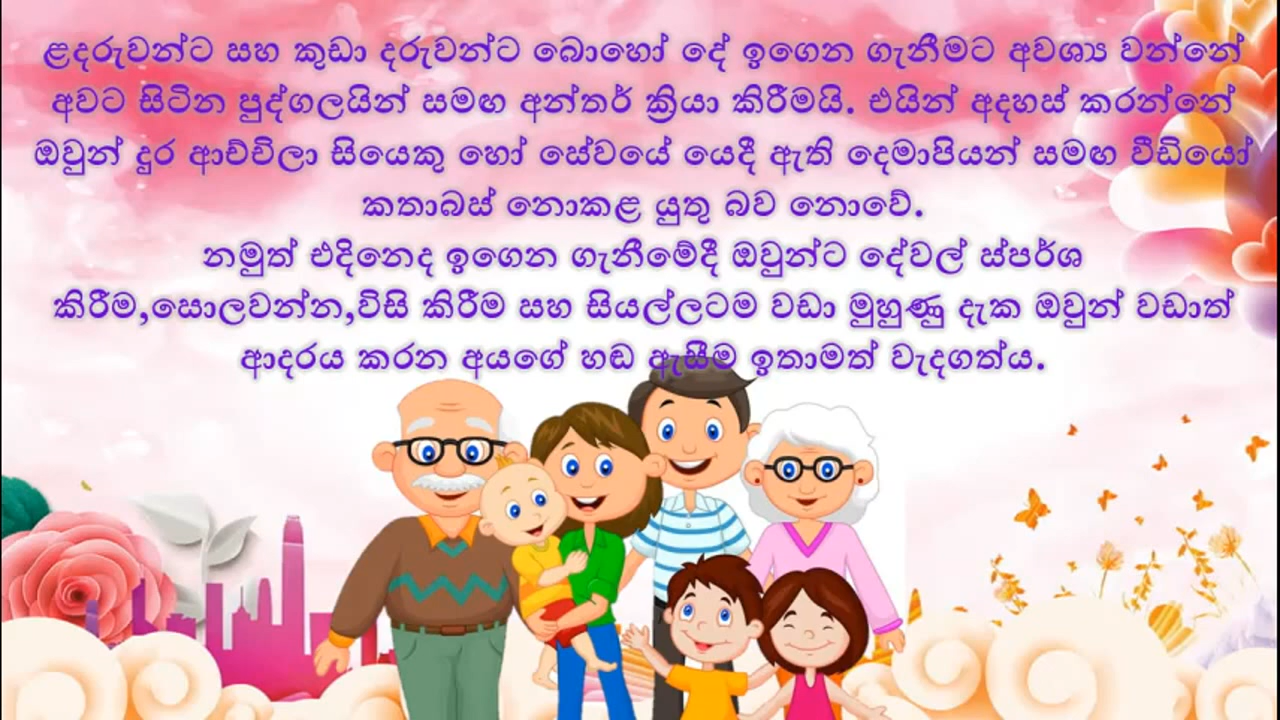 ළදරුවන්ට සහ කුඩා දරුවන්ට බොහෝ දේ ඉගෙන ගැනීමට අවශ්‍ය වන්නේ
අවට සිටින පුද්ගලයින් සමඟ අන්තර් ක්‍රියා කිරීමයි. එයින් අදහස් කරන්නේ
ඔවුන් දුර ආච්චිලා සියෙකු හෝ සේවයේ යෙදී ඇති දෙමාපියන් සමඟ වීඩියෝ
කතාබස් නොකළ යුතු බව නොවේ.
නමුත් එදිනෙද ඉගෙන ගැනීමේදී ඔවුන්ට දේවල් ස්පර්ශ
කිරීම,සොලවන්න,විසි කිරීම සහ සියල්ලටම වඩා මුහුණු දැක ඔවුන් වඩාත්
ආදරය කරන අයගේ හඬ ඇසීම ඉතාමත් වැදගත්ය.